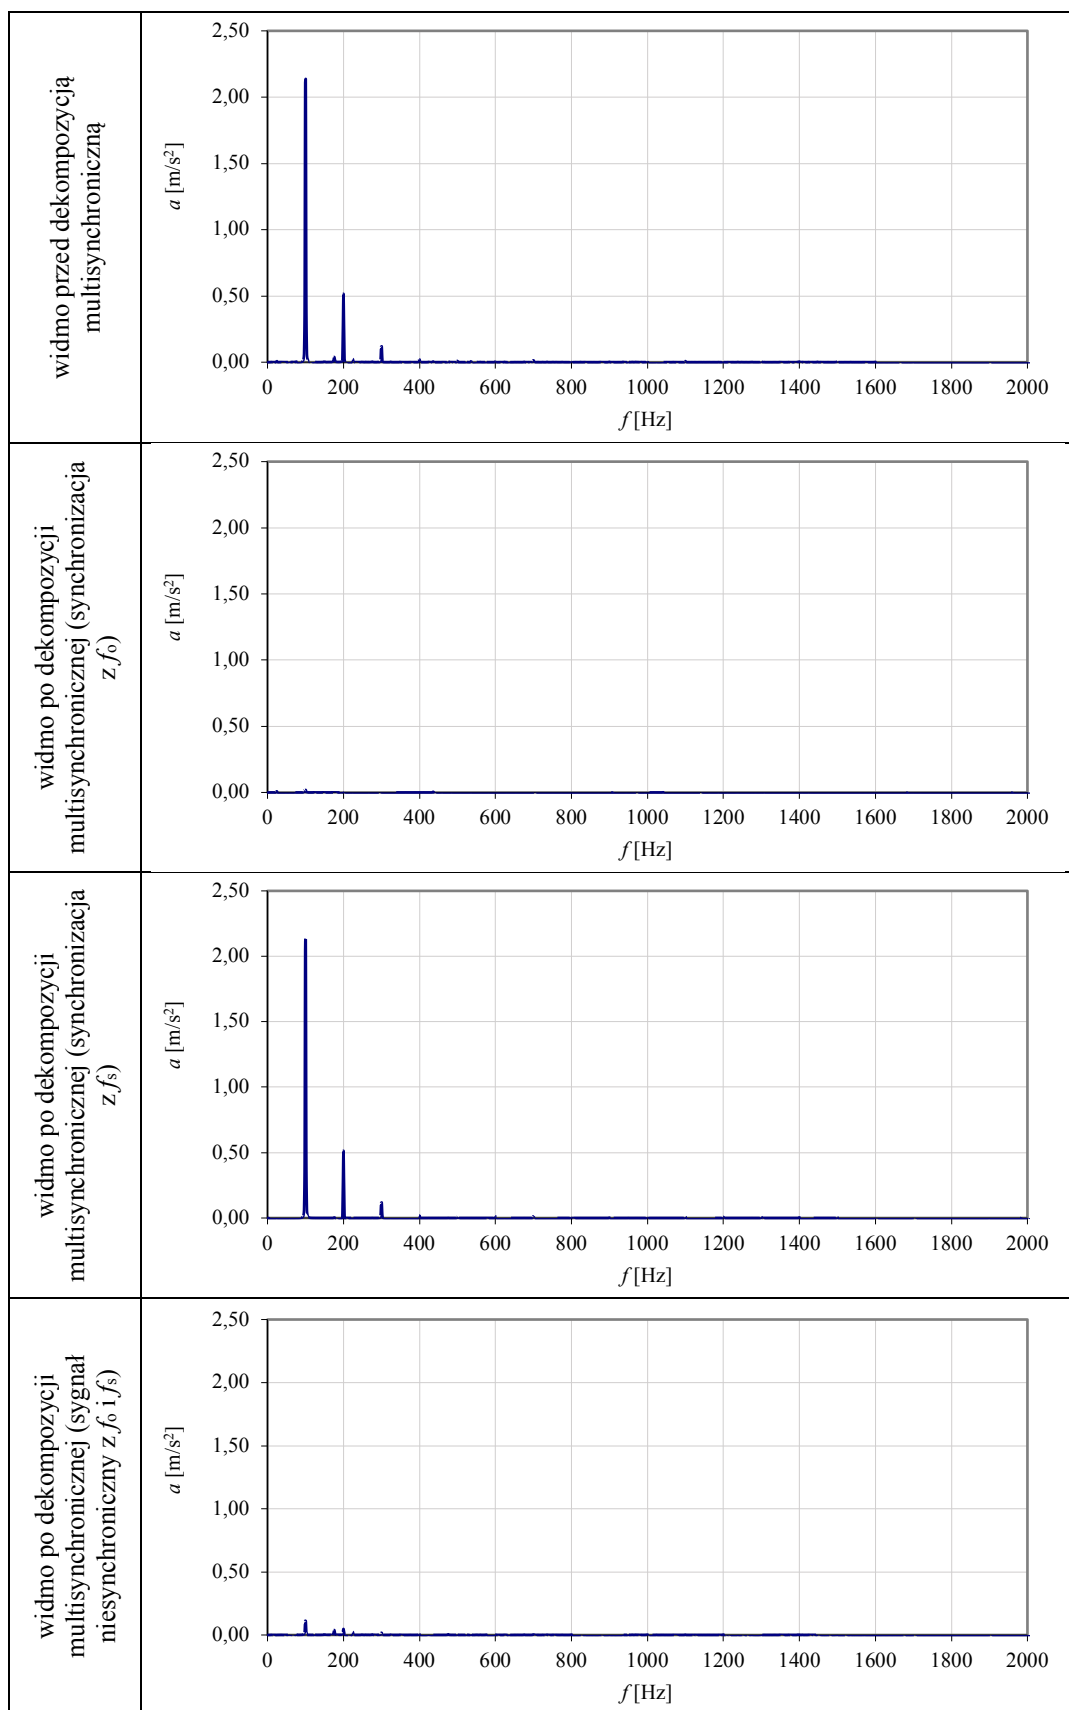 widmo przed dekompozycją
multisynchroniczną
2,50
2,00
1,50
1,00
0,50
0,00
a [m/s²]
0 200 400 600 800 1000 1200 1400 1600 1800 2000
f [Hz]
widmo po dekompozycji
multisynchronicznej (synchronizacja
z fo)
2,50
2,00
1,50
1,00
0,50
0,00
a [m/s²]
0 200 400 600 800 1000 1200 1400 1600 1800 2000
f [Hz]
widmo po dekompozycji
multisynchronicznej (synchronizacja
z fs)
2,50
2,00
1,50
1,00
0,50
0,00
a [m/s²]
0 200 400 600 800 1000 1200 1400 1600 1800 2000
f [Hz]
widmo po dekompozycji
multisynchronicznej (sygnał
niesynchroniczny z fo i fs)
2,50
2,00
1,50
1,00
0,50
0,00
a [m/s²]
0 200 400 600 800 1000 1200 1400 1600 1800 2000
f [Hz]